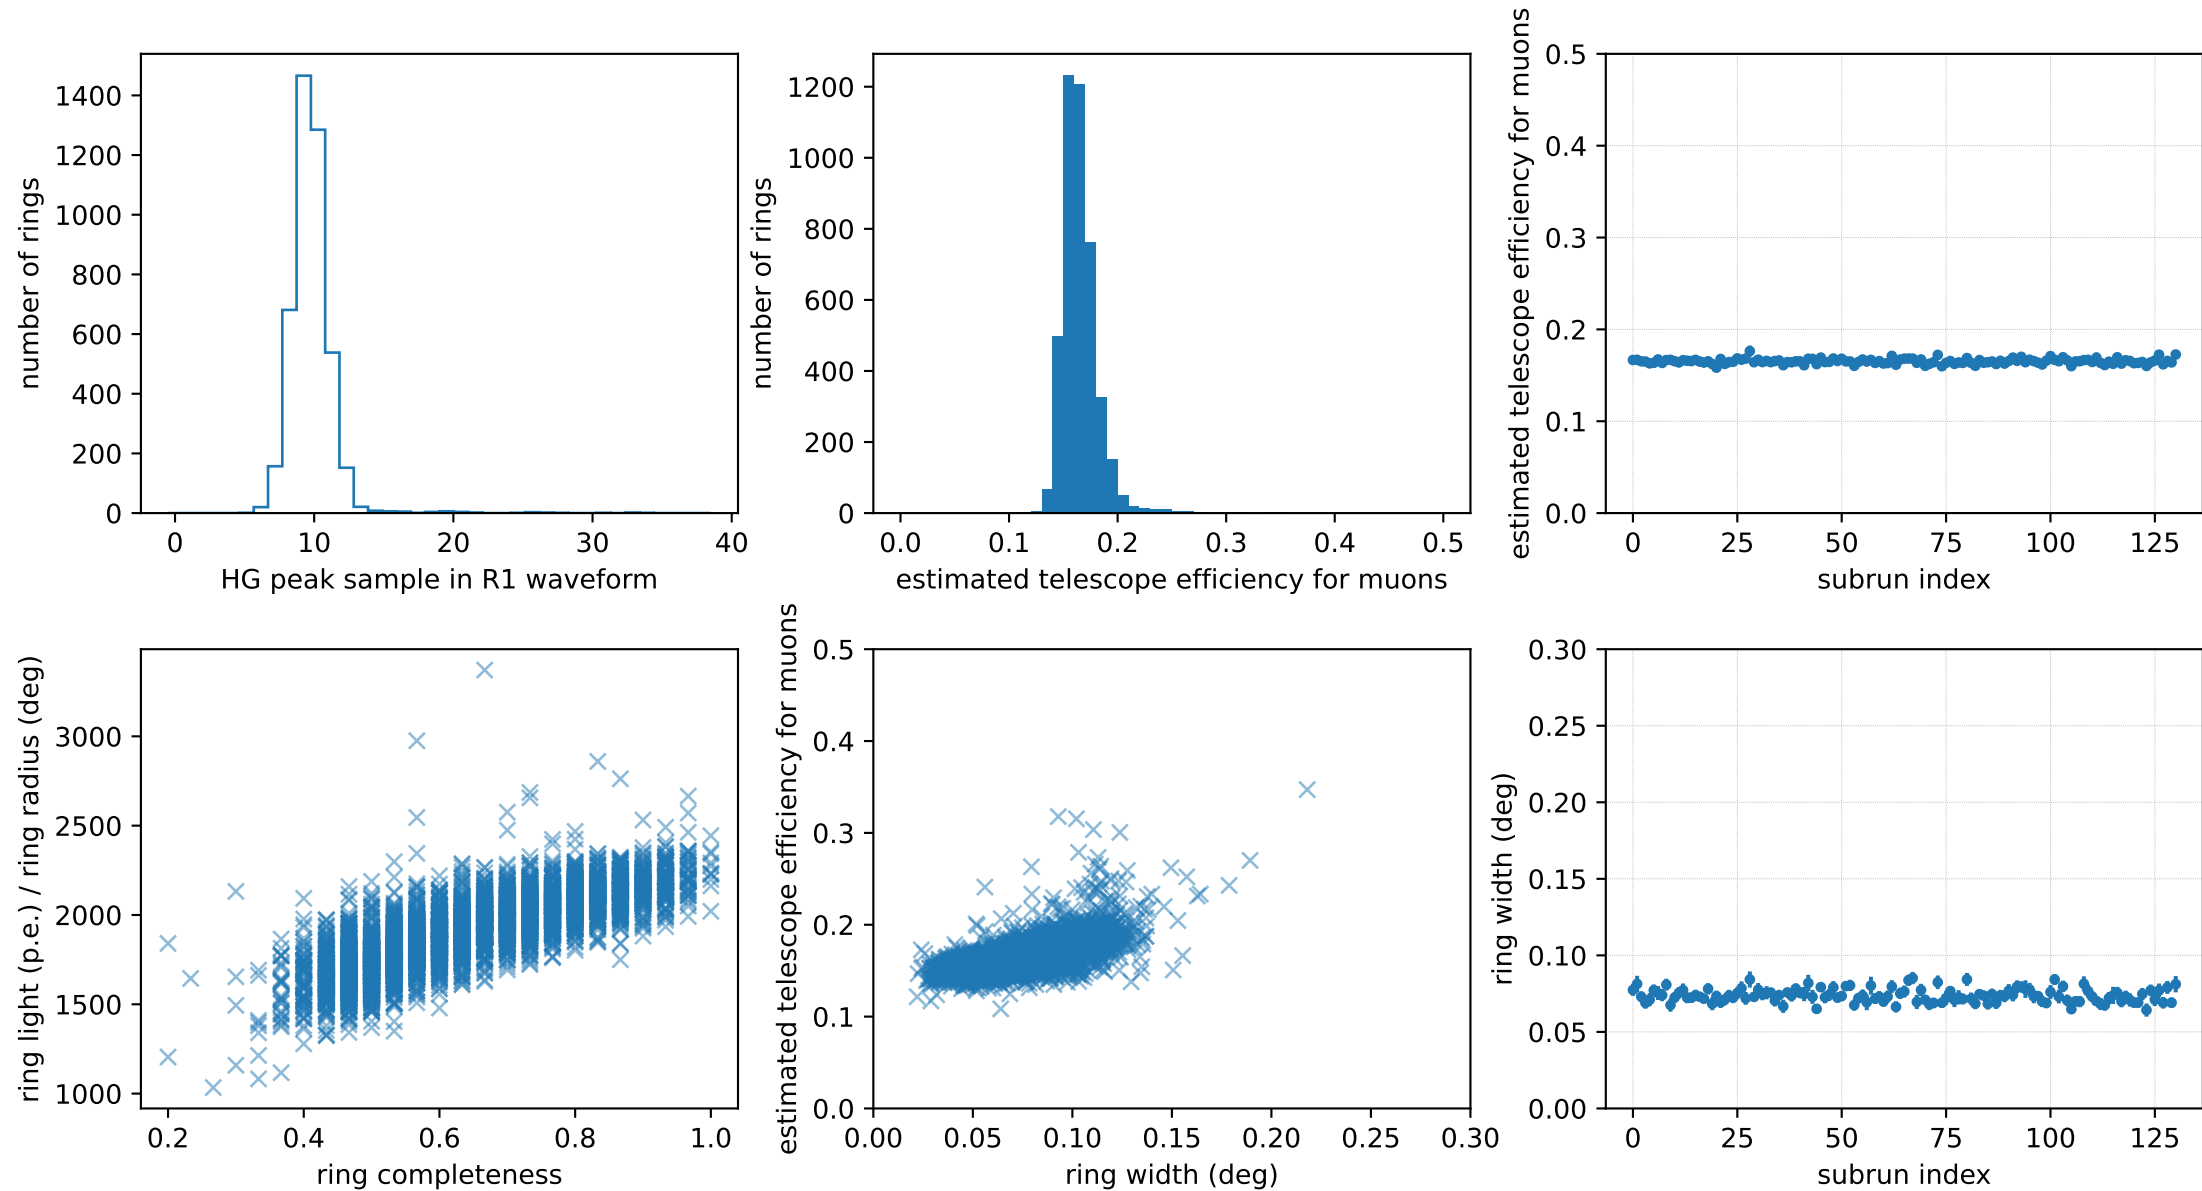 number of rings
1400
1200
1000
800
600
400
200
0
0 10 20 30 40
HG peak sample in R1 waveform
number of rings
1200
1000
800
600
400
200
0
0.0 0.1 0.2 0.3 0.4 0.5
estimated telescope efficiency for muons
estimated telescope efficiency for muons
0.5
0.4
0.3
0.2
0.1
0.0
0 25 50 75 100 125
subrun index
ring light (p.e.) / ring radius (deg)
3000
2500
2000
1500
1000
0.2 0.4 0.6 0.8 1.0
ring completeness
estimated telescope efficiency for muons
0.5
0.4
0.3
0.2
0.1
0.0
0.00 0.05 0.10 0.15 0.20 0.25 0.30
ring width (deg)
ring width (deg)
0.30
0.25
0.20
0.15
0.10
0.05
0.00
0 25 50 75 100 125
subrun index